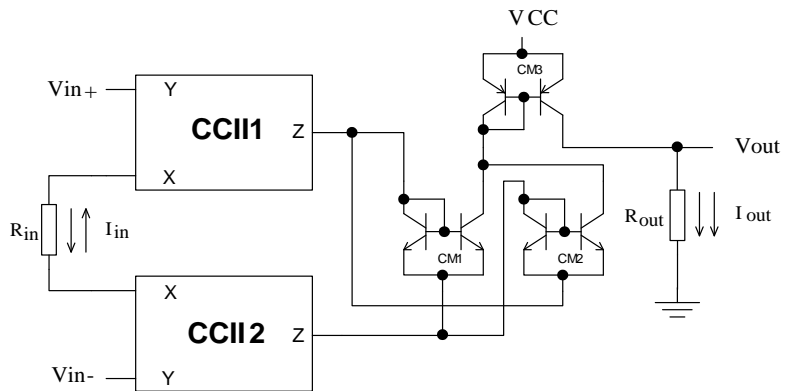 VCC
CM3
Vin+
Y
CCII1
Z
X
Vout
Rin
Iin
Rout
Iout
CM1
CM2
X
CCII2
Z
Vin-
Y